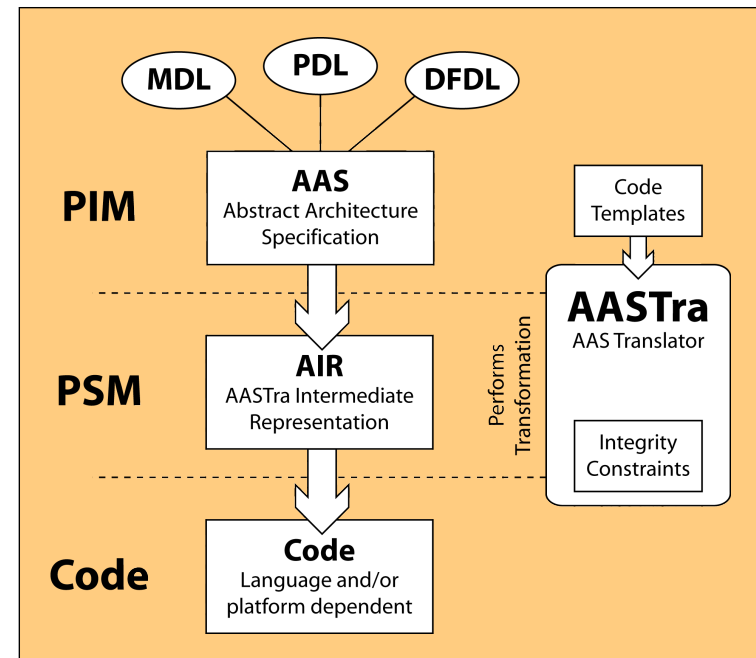 MDL
PDL
DFDL
PIM
AAS
Abstract Architecture
Specification
Code
Templates
AASTra
AAS Translator
Performs
Transformation
PSM
AIR
AASTra Intermediate
Representation
Integrity
Constraints
Code
Code
Language and/or
platform dependent